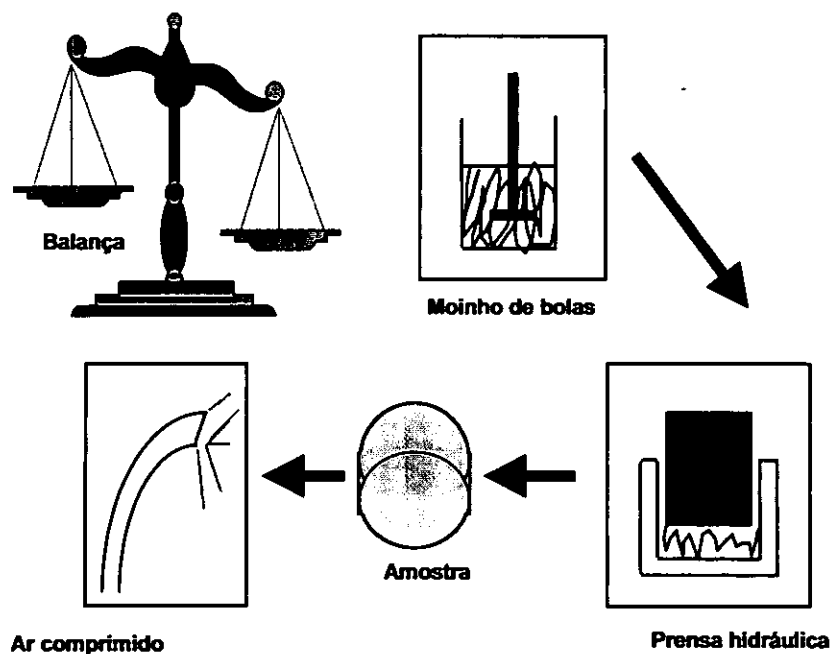 Balança
Moinho de bolas
Amostra
Ar comprimido
Prensa hidráulica